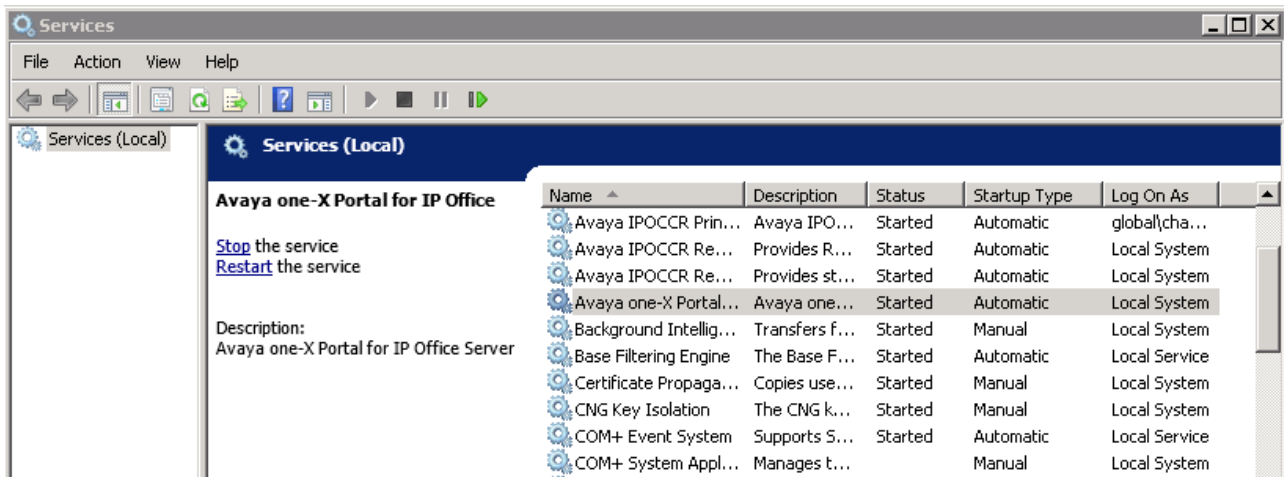 Services
File Action View Help
Services (Local)
Services (Local)
Avaya one-X Portal for IP Office
Stop the service
Restart the service
Description:
Avaya one-X Portal for IP Office Server
Name Description Status Startup Type Log On As
Avaya IPOCCR Prin... Avaya IPO... Started Automatic global\cha...
Avaya IPOCCR Re... Provides R... Started Automatic Local System
Avaya IPOCCR Re... Provides st... Started Automatic Local System
Avaya one-X Portal... Avaya one... Started Automatic Local System
Background Intellig... Transfers f... Started Manual Local System
Base Filtering Engine The Base F... Started Automatic Local Service
Certificate Propaga... Copies use... Started Manual Local System
CNG Key Isolation The CNG k... Started Manual Local System
COM+ Event System Supports S... Started Automatic Local Service
COM+ System Appl... Manages t... Manual Local System